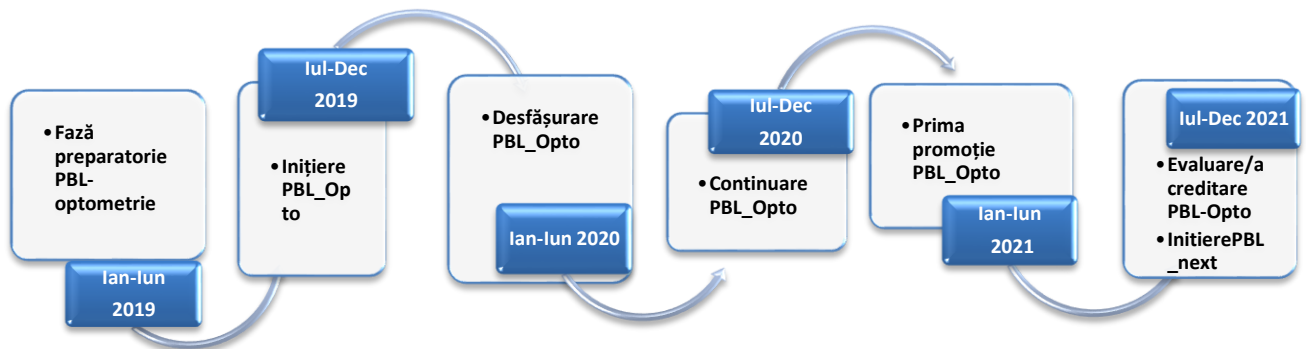 • Fază
preparatorie
PBL-
optometrie
Ian-Iun
2019
Iul-Dec
2019
• Inițiere
PBL_Op
to
• Desfășurare
PBL_Opto
Ian-Iun 2020
Iul-Dec
2020
• Continuare
PBL_Opto
• Prima
promoție
PBL_Opto
Ian-Iun
2021
Iul-Dec 2021
• Evaluare/a
creditare
PBL-Opto
• InitierePBL
_next